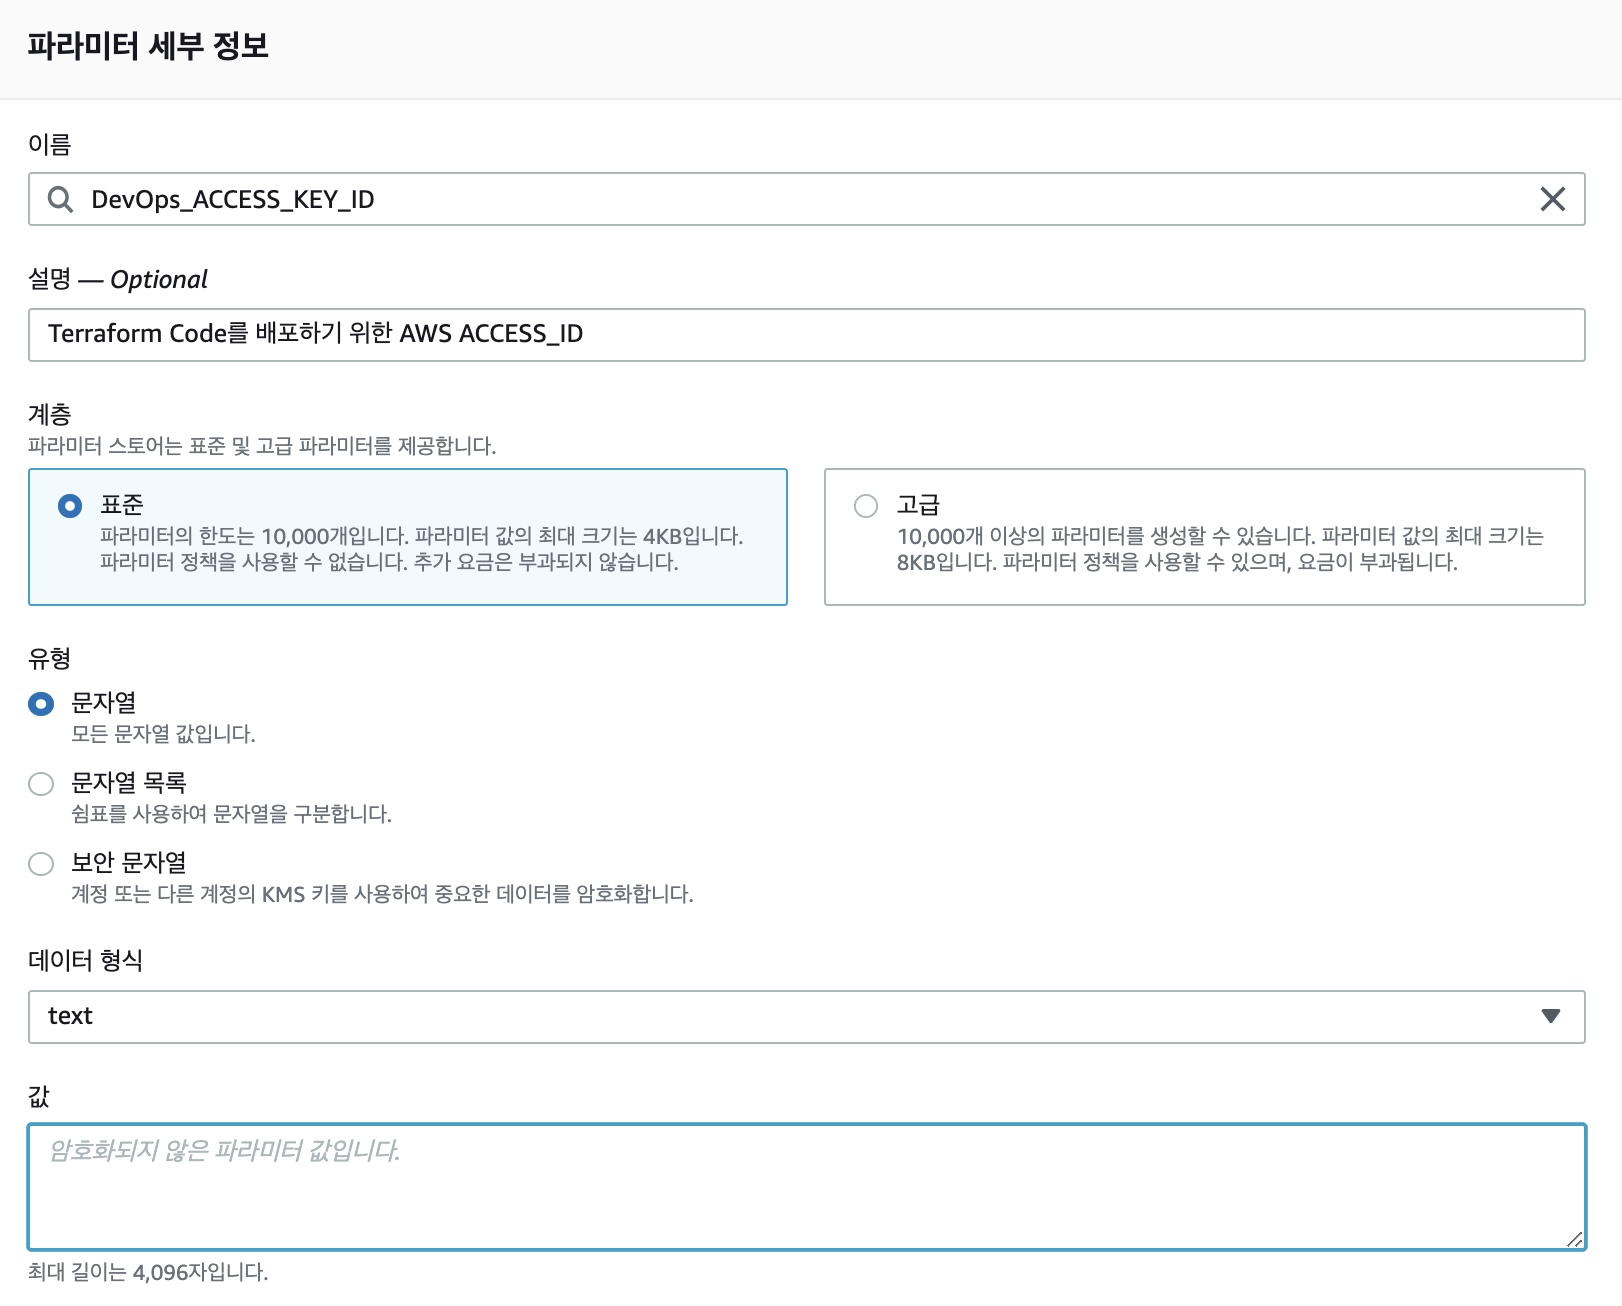 파라미터 세부 정보
이름
DevOps_ACCESS_KEY_ID
설명 — Optional
Terraform Code를 배포하기 위한 AWS ACCESS_ID
계층
파라미터 스토어는 표준 및 고급 파라미터를 제공합니다.
표준
파라미터의 한도는 10,000개입니다. 파라미터 값의 최대 크기는 4KB입니다.
파라미터 정책을 사용할 수 없습니다. 추가 요금은 부과되지 않습니다.
고급
10,000개 이상의 파라미터를 생성할 수 있습니다. 파라미터 값의 최대 크기는
8KB입니다. 파라미터 정책을 사용할 수 있으며, 요금이 부과됩니다.
유형
문자열
모든 문자열 값입니다.
문자열 목록
쉼표를 사용하여 문자열을 구분합니다.
보안 문자열
계정 또는 다른 계정의 KMS 키를 사용하여 중요한 데이터를 암호화합니다.
데이터 형식
text
값
암호화되지 않은 파라미터 값입니다.
최대 길이는 4,096자입니다.